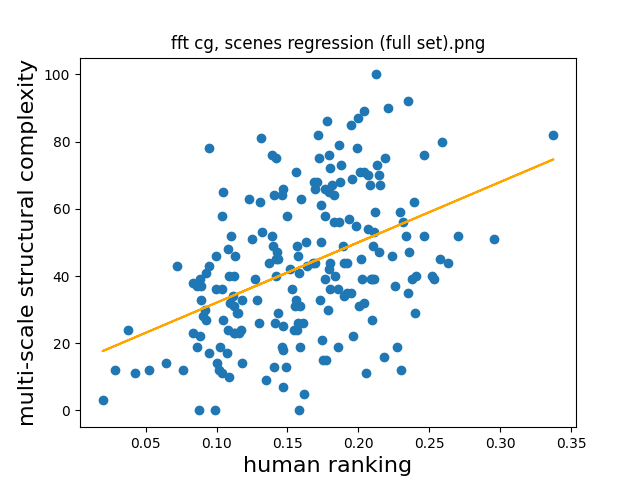 fft cg, scenes regression (full set).png
multi-scale structural complexity
100
80
60
40
20
0
0.05 0.10 0.15 0.20 0.25 0.30 0.35
human ranking